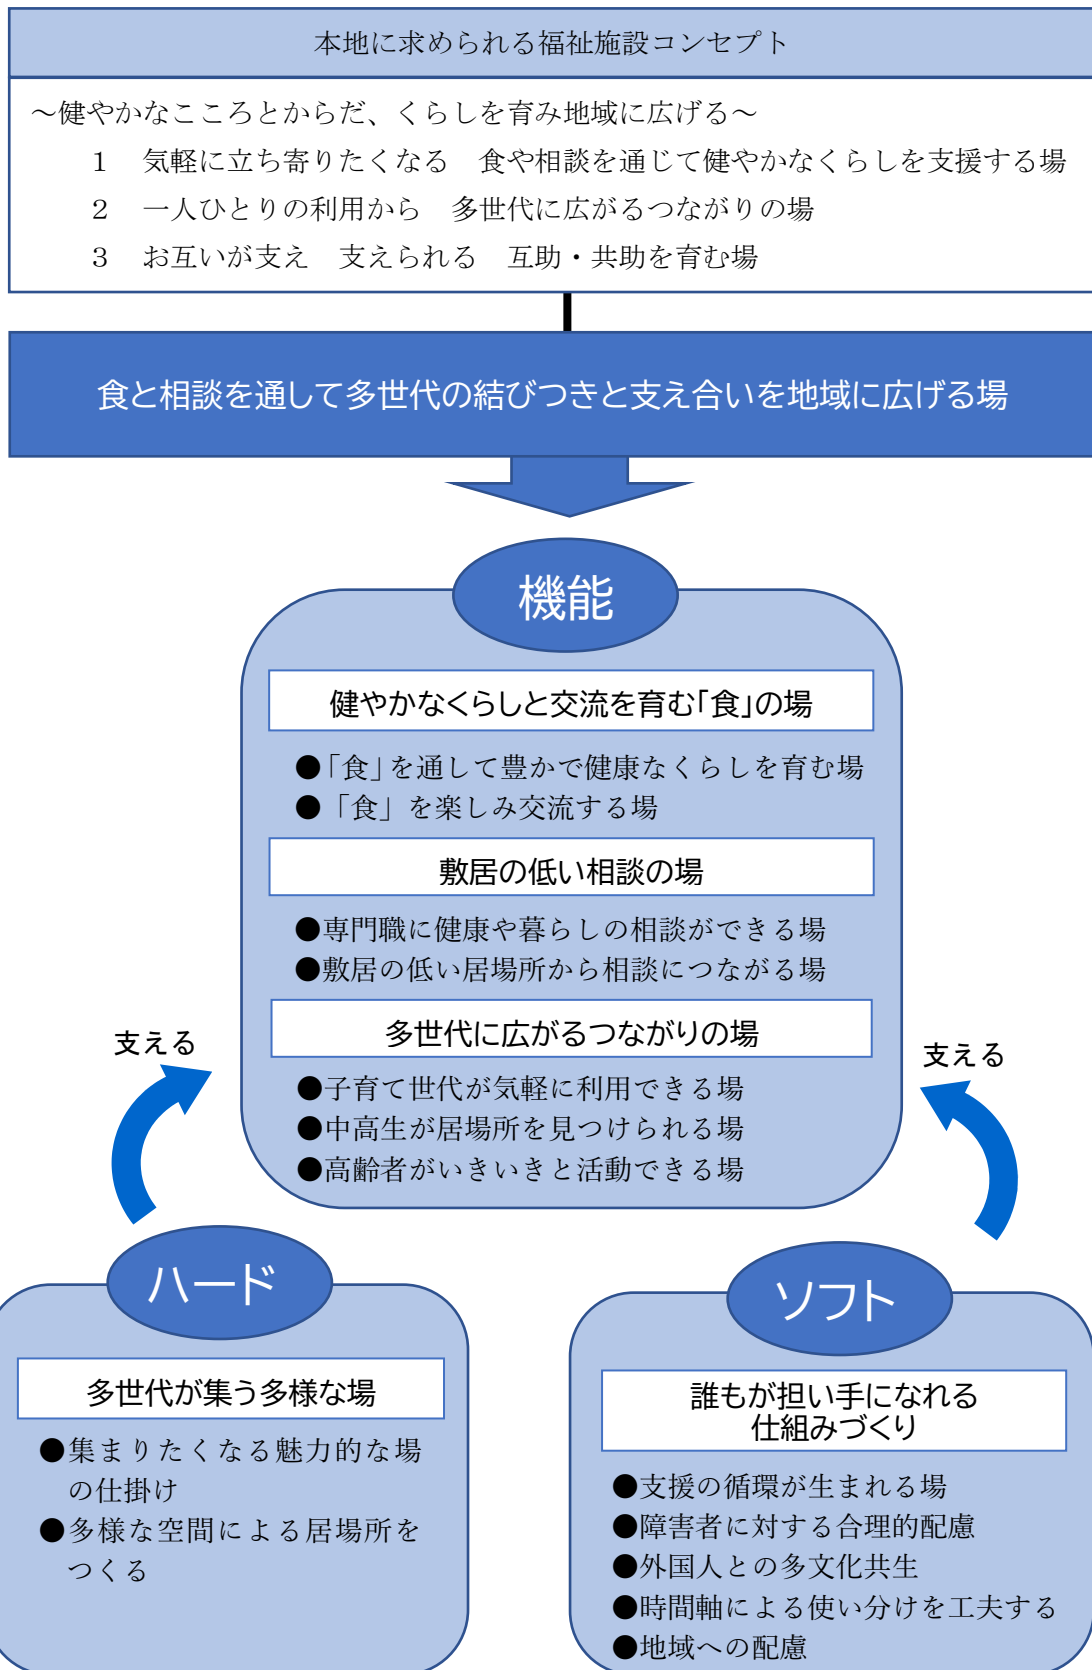 本地に求められる福祉施設コンセプト
～健やかなこころとからだ、くらしを育み地域に広げる～
１　気軽に立ち寄りたくなる　食や相談を通じて健やかなくらしを支援する場
２　一人ひとりの利用から　多世代に広がるつながりの場
３　お互いが支え　支えられる　互助・共助を育む場
食と相談を通して多世代の結びつきと支え合いを地域に広げる場
機能
健やかなくらしと交流を育む「食」の場
●「食」を通して豊かで健康なくらしを育む場
●「食」を楽しみ交流する場
敷居の低い相談の場
●専門職に健康や暮らしの相談ができる場
●敷居の低い居場所から相談につながる場
多世代に広がるつながりの場
●子育て世代が気軽に利用できる場
●中高生が居場所を見つけられる場
●高齢者がいきいきと活動できる場
支える
支える
ハード
多世代が集う多様な場
●集まりたくなる魅力的な場
の仕掛け
●多様な空間による居場所を
つくる
ソフト
誰もが担い手になれる
仕組みづくり
●支援の循環が生まれる場
●障害者に対する合理的配慮
●外国人との多文化共生
●時間軸による使い分けを工夫する
●地域への配慮